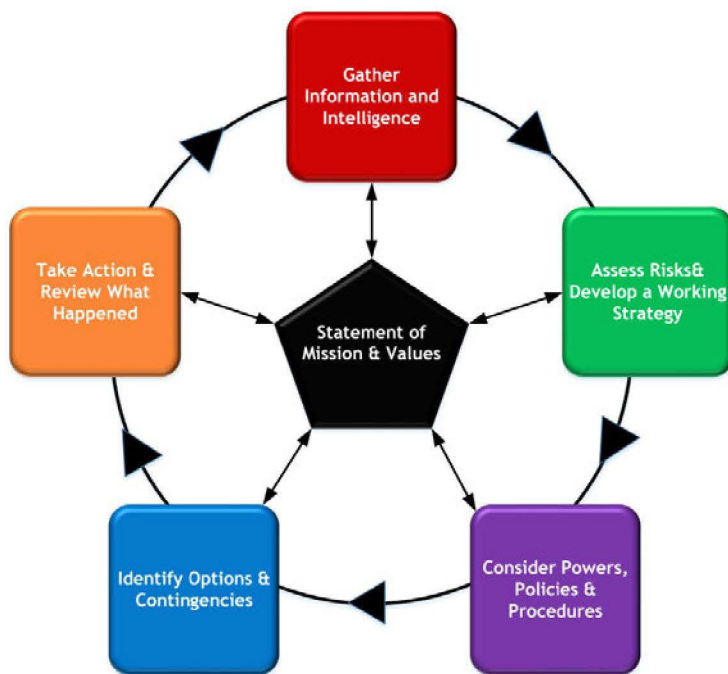 Gather
Information and
Intelligence
Assess Risks&
Develop a Working
Strategy
Consider Powers,
Policies &
Procedures
Identify Options &
Contingencies
Take Action &
Review What
Happened
Statement of
Mission & Values